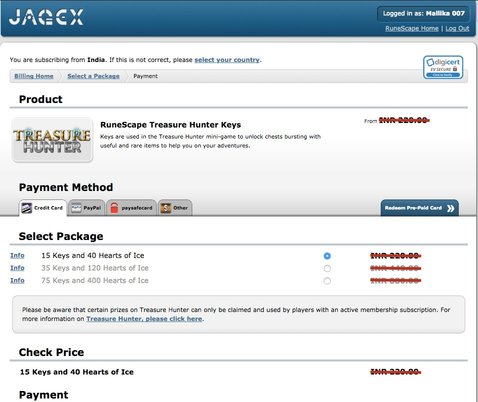 JAGEX
Logged in as: Mallika 007
RuneScape Home | Log Out
You are subscribing from India. If this is not correct, please select your country.
digicert
EV SECURE
Click to Verify
Billing Home Select a Package Payment
Product
TREASURE
HUNTER
RuneScape Treasure Hunter Keys
From INR 220.00
Keys are used in the Treasure Hunter mini-game to unlock chests bursting with
useful and rare items to help you on your adventures.
Payment Method
Credit Card PayPal paysafecard Other Redeem Pre-Paid Card
Select Package
Info 15 Keys and 40 Hearts of Ice INR 220.00
Info 35 Keys and 120 Hearts of Ice INR
Info 75 Keys and 400 Hearts of Ice INR
Please be aware that certain prizes on Treasure Hunter can only be claimed and used by players with an active membership subscription. For
more information on Treasure Hunter, please click here.
Check Price
15 Keys and 40 Hearts of Ice INR 220.00
Payment